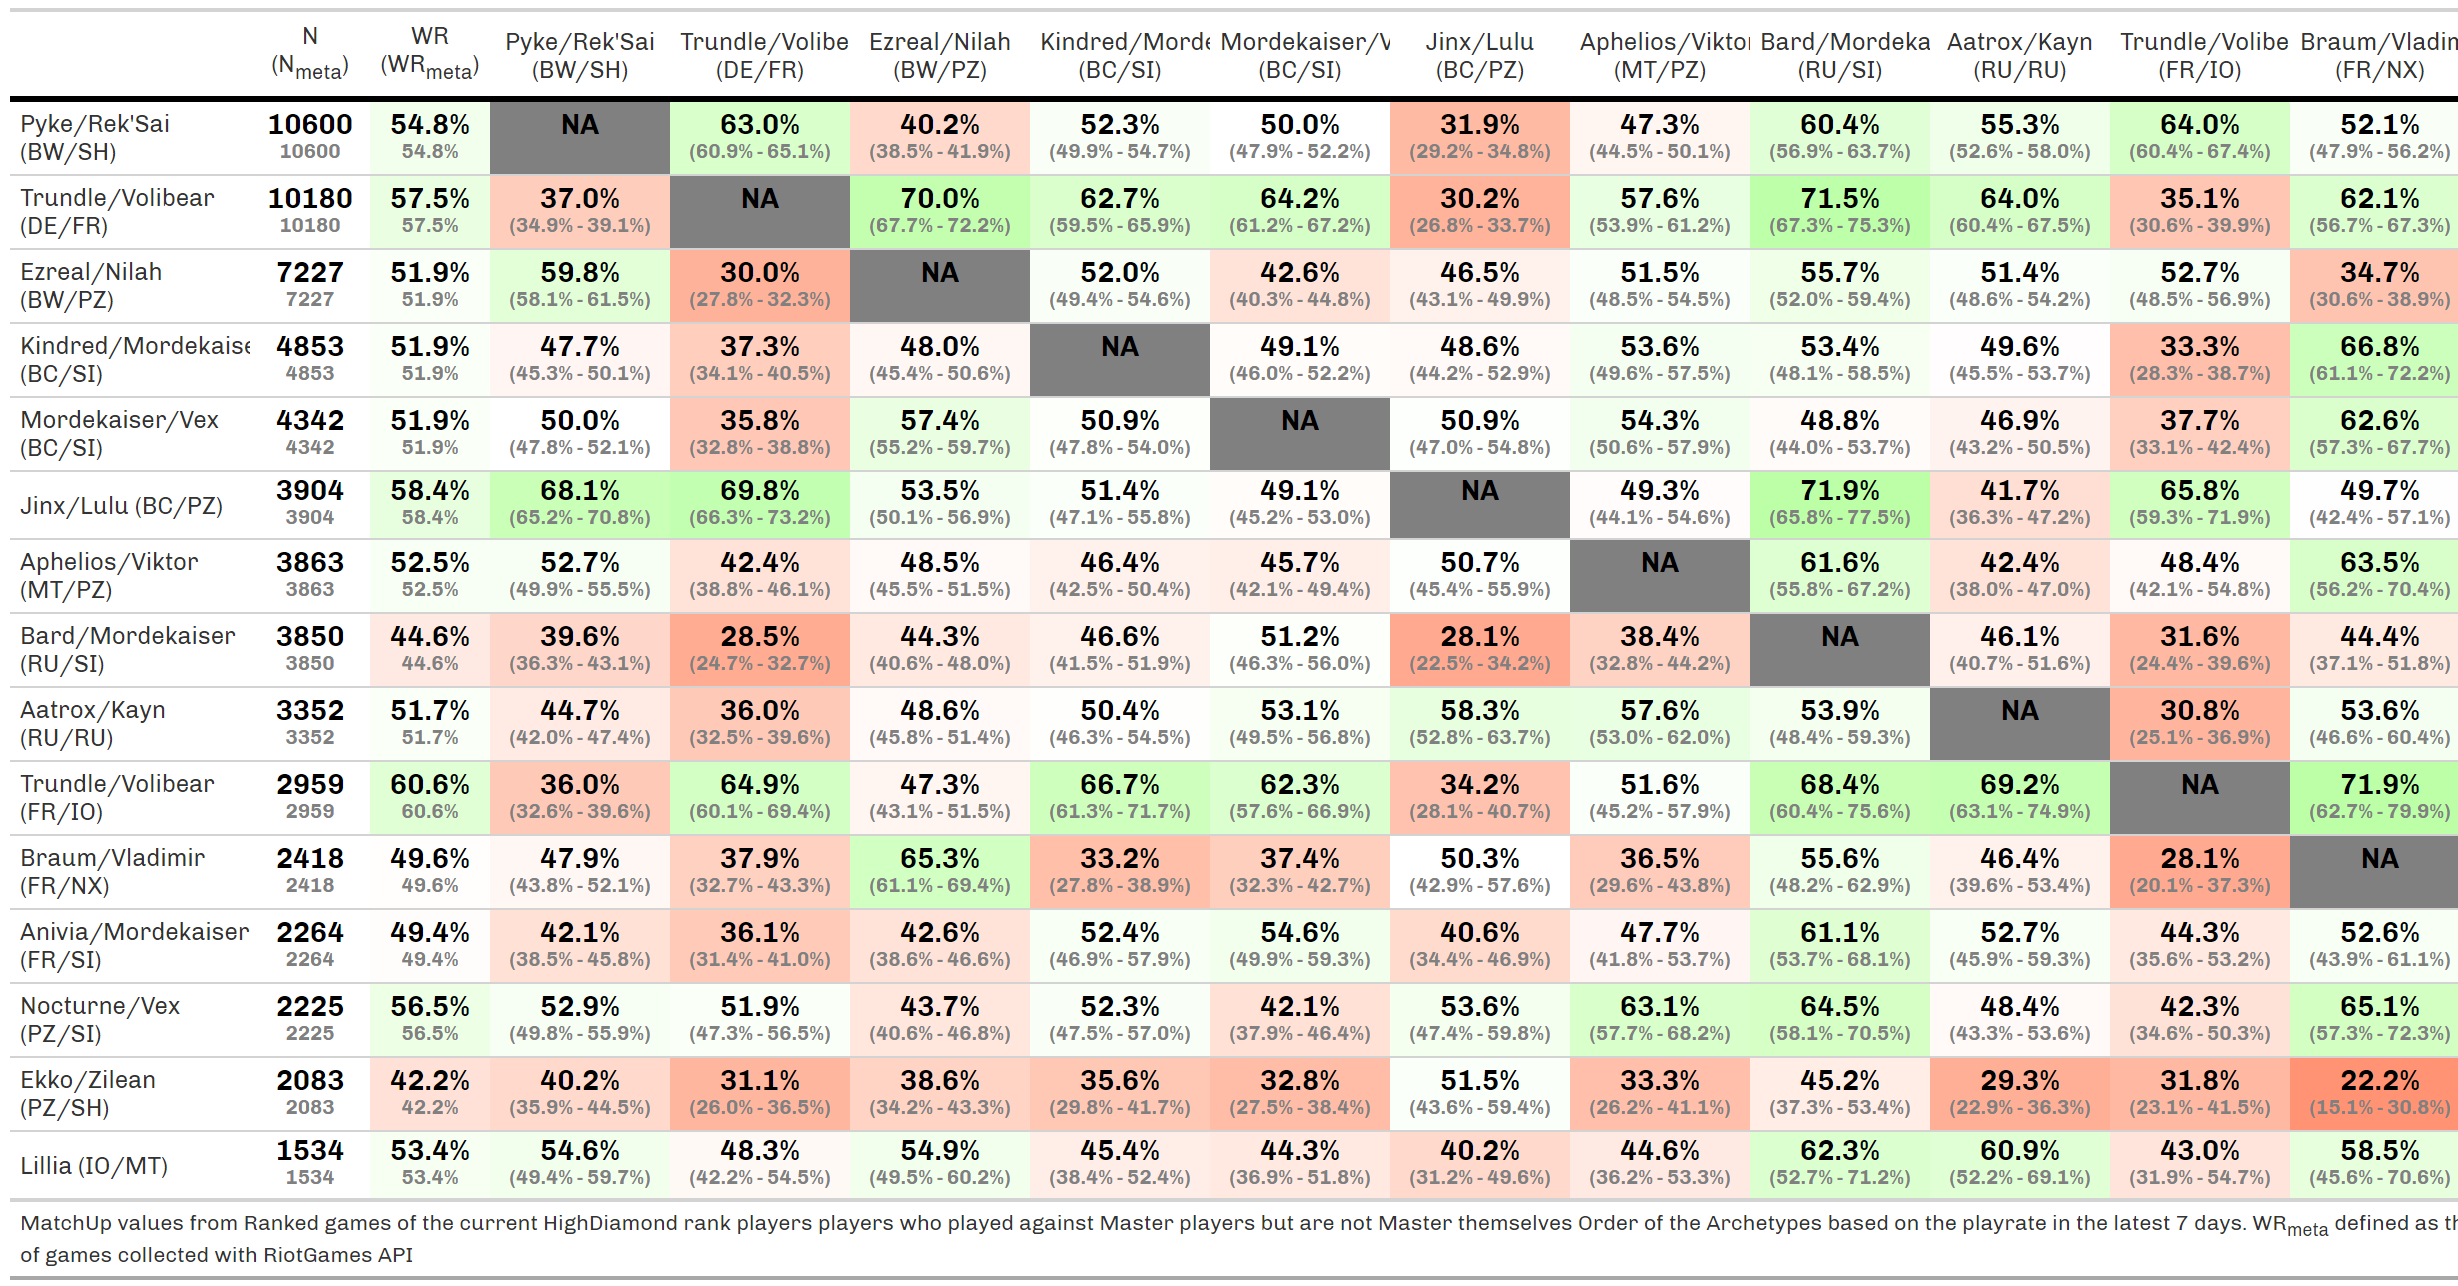 N WR Pyke/Rek'Sai Trundle/Volibe Ezreal/Nilah Kindred/Morde Mordekaiser/V Jinx/Lulu Aphelios/Viktor Bard/Mordeka Aatrox/Kayn Trundle/Volibe Braum/Vladim
(Nmeta) (WRmeta) (BW/SH) (DE/FR) (BW/PZ) (BC/SI) (BC/SI) (BC/PZ) (MT/PZ) (RU/SI) (RU/RU) (FR/IO) (FR/NX)
Pyke/Rek'Sai 10600 54.8% NA 63.0% 40.2% 52.3% 50.0% 31.9% 47.3% 60.4% 55.3% 64.0% 52.1%
(BW/SH) 10600 54.8% (60.9% - 65.1%) (38.5% - 41.9%) (49.9% - 54.7%) (47.9% - 52.2%) (29.2% - 34.8%) (44.5% - 50.1%) (56.9% - 63.7%) (52.6% - 58.0%) (60.4% - 67.4%) (47.9% - 56.2%)
Trundle/Volibear 10180 57.5% 37.0% NA 70.0% 62.7% 64.2% 30.2% 57.6% 71.5% 64.0% 35.1% 62.1%
(DE/FR) 10180 57.5% (34.9% - 39.1%) (67.7% - 72.2%) (59.5% - 65.9%) (61.2% - 67.2%) (26.8% - 33.7%) (53.9% - 61.2%) (67.3% - 75.3%) (60.4% - 67.5%) (30.6% - 39.9%) (56.7% - 67.3%)
Ezreal/Nilah 7227 51.9% 59.8% 30.0% NA 52.0% 42.6% 46.5% 51.5% 55.7% 51.4% 52.7% 34.7%
(BW/PZ) 7227 51.9% (58.1% - 61.5%) (27.8% - 32.3%) (49.4% - 54.6%) (40.3% - 44.8%) (43.1% - 49.9%) (48.5% - 54.5%) (52.0% - 59.4%) (48.6% - 54.2%) (48.5% - 56.9%) (30.6% - 38.9%)
Kindred/Mordekaise 4853 51.9% 47.7% 37.3% 48.0% NA 49.1% 48.6% 53.6% 53.4% 49.6% 33.3% 66.8%
(BC/SI) 4853 51.9% (45.3% - 50.1%) (34.1% - 40.5%) (45.4% - 50.6%) (46.0% - 52.2%) (44.2% - 52.9%) (49.6% - 57.5%) (48.1% - 58.5%) (45.5% - 53.7%) (28.3% - 38.7%) (61.1% - 72.2%)
Mordekaiser/Vex 4342 51.9% 50.0% 35.8% 57.4% 50.9% NA 50.9% 54.3% 48.8% 46.9% 37.7% 62.6%
(BC/SI) 4342 51.9% (47.8% - 52.1%) (32.8% - 38.8%) (55.2% - 59.7%) (47.8% - 54.0%) (47.0% - 54.8%) (50.6% - 57.9%) (44.0% - 53.7%) (43.2% - 50.5%) (33.1% - 42.4%) (57.3% - 67.7%)
Jinx/Lulu (BC/PZ) 3904 58.4% 68.1% 69.8% 53.5% 51.4% 49.1% NA 49.3% 71.9% 41.7% 65.8% 49.7%
3904 58.4% (65.2% - 70.8%) (66.3% - 73.2%) (50.1% - 56.9%) (47.1% - 55.8%) (45.2% - 53.0%) (44.1% - 54.6%) (65.8% - 77.5%) (36.3% - 47.2%) (59.3% - 71.9%) (42.4% - 57.1%)
Aphelios/Viktor 3863 52.5% 52.7% 42.4% 48.5% 46.4% 45.7% 50.7% NA 61.6% 42.4% 48.4% 63.5%
(MT/PZ) 3863 52.5% (49.9% - 55.5%) (38.8% - 46.1%) (45.5% - 51.5%) (42.5% - 50.4%) (42.1% - 49.4%) (45.4% - 55.9%) (55.8% - 67.2%) (38.0% - 47.0%) (42.1% - 54.8%) (56.2% - 70.4%)
Bard/Mordekaiser 3850 44.6% 39.6% 28.5% 44.3% 46.6% 51.2% 28.1% 38.4% NA 46.1% 31.6% 44.4%
(RU/SI) 3850 44.6% (36.3% - 43.1%) (24.7% - 32.7%) (40.6% - 48.0%) (41.5% - 51.9%) (46.3% - 56.0%) (22.5% - 34.2%) (32.8% - 44.2%) (40.7% - 51.6%) (24.4% - 39.6%) (37.1% - 51.8%)
Aatrox/Kayn 3352 51.7% 44.7% 36.0% 48.6% 50.4% 53.1% 58.3% 57.6% 53.9% NA 30.8% 53.6%
(RU/RU) 3352 51.7% (42.0% - 47.4%) (32.5% - 39.6%) (45.8% - 51.4%) (46.3% - 54.5%) (49.5% - 56.8%) (52.8% - 63.7%) (53.0% - 62.0%) (48.4% - 59.3%) (25.1% - 36.9%) (46.6% - 60.4%)
Trundle/Volibear 2959 60.6% 36.0% 64.9% 47.3% 66.7% 62.3% 34.2% 51.6% 68.4% 69.2% NA 71.9%
(FR/IO) 2959 60.6% (32.6% - 39.6%) (60.1% - 69.4%) (43.1% - 51.5%) (61.3% - 71.7%) (57.6% - 66.9%) (28.1% - 40.7%) (45.2% - 57.9%) (60.4% - 75.6%) (63.1% - 74.9%) (62.7% - 79.9%)
Braum/Vladimir 2418 49.6% 47.9% 37.9% 65.3% 33.2% 37.4% 50.3% 36.5% 55.6% 46.4% 28.1% NA
(FR/NX) 2418 49.6% (43.8% - 52.1%) (32.7% - 43.3%) (61.1% - 69.4%) (27.8% - 38.9%) (32.3% - 42.7%) (42.9% - 57.6%) (29.6% - 43.8%) (48.2% - 62.9%) (39.6% - 53.4%) (20.1% - 37.3%)
Anivia/Mordekaiser 2264 49.4% 42.1% 36.1% 42.6% 52.4% 54.6% 40.6% 47.7% 61.1% 52.7% 44.3% 52.6%
(FR/SI) 2264 49.4% (38.5% - 45.8%) (31.4% - 41.0%) (38.6% - 46.6%) (46.9% - 57.9%) (49.9% - 59.3%) (34.4% - 46.9%) (41.8% - 53.7%) (53.7% - 68.1%) (45.9% - 59.3%) (35.6% - 53.2%) (43.9% - 61.1%)
Nocturne/Vex 2225 56.5% 52.9% 51.9% 43.7% 52.3% 42.1% 53.6% 63.1% 64.5% 48.4% 42.3% 65.1%
(PZ/SI) 2225 56.5% (49.8% - 55.9%) (47.3% - 56.5%) (40.6% - 46.8%) (47.5% - 57.0%) (37.9% - 46.4%) (47.4% - 59.8%) (57.7% - 68.2%) (58.1% - 70.5%) (43.3% - 53.6%) (34.6% - 50.3%) (57.3% - 72.3%)
Ekko/Zilean 2083 42.2% 40.2% 31.1% 38.6% 35.6% 32.8% 51.5% 33.3% 45.2% 29.3% 31.8% 22.2%
(PZ/SH) 2083 42.2% (35.9% - 44.5%) (26.0% - 36.5%) (34.2% - 43.3%) (29.8% - 41.7%) (27.5% - 38.4%) (43.6% - 59.4%) (26.2% - 41.1%) (37.3% - 53.4%) (22.9% - 36.3%) (23.1% - 41.5%) (15.1% - 30.8%)
Lillia (IO/MT) 1534 53.4% 54.6% 48.3% 54.9% 45.4% 44.3% 40.2% 44.6% 62.3% 60.9% 43.0% 58.5%
1534 53.4% (49.4% - 59.7%) (42.2% - 54.5%) (49.5% - 60.2%) (38.4% - 52.4%) (36.9% - 51.8%) (31.2% - 49.6%) (36.2% - 53.3%) (52.7% - 71.2%) (52.2% - 69.1%) (31.9% - 54.7%) (45.6% - 70.6%)
MatchUp values from Ranked games of the current HighDiamond rank players players who played against Master players but are not Master themselves Order of the Archetypes based on the playrate in the latest 7 days. WRmeta defined as th
of games collected with RiotGames API